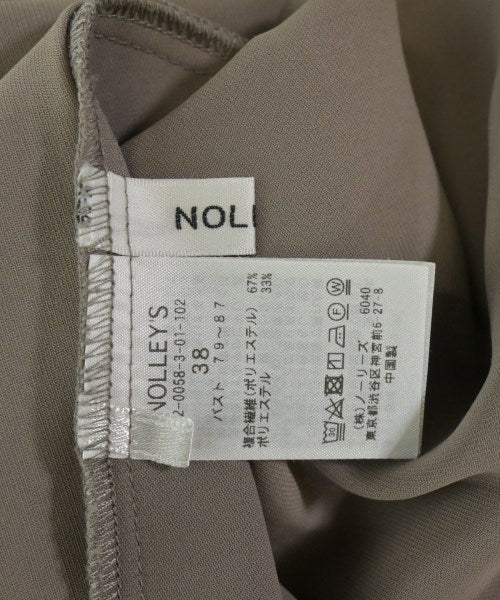 NOLL
NOLLEY'S
2-0058-3-01-102
38
バスト 79~87
複合繊維(ポリエステル) 67%
ポリエステル 33%
30
F
W
(株)ノーリーズ 6040
東京都渋谷区神宮前6-27-8
中国製